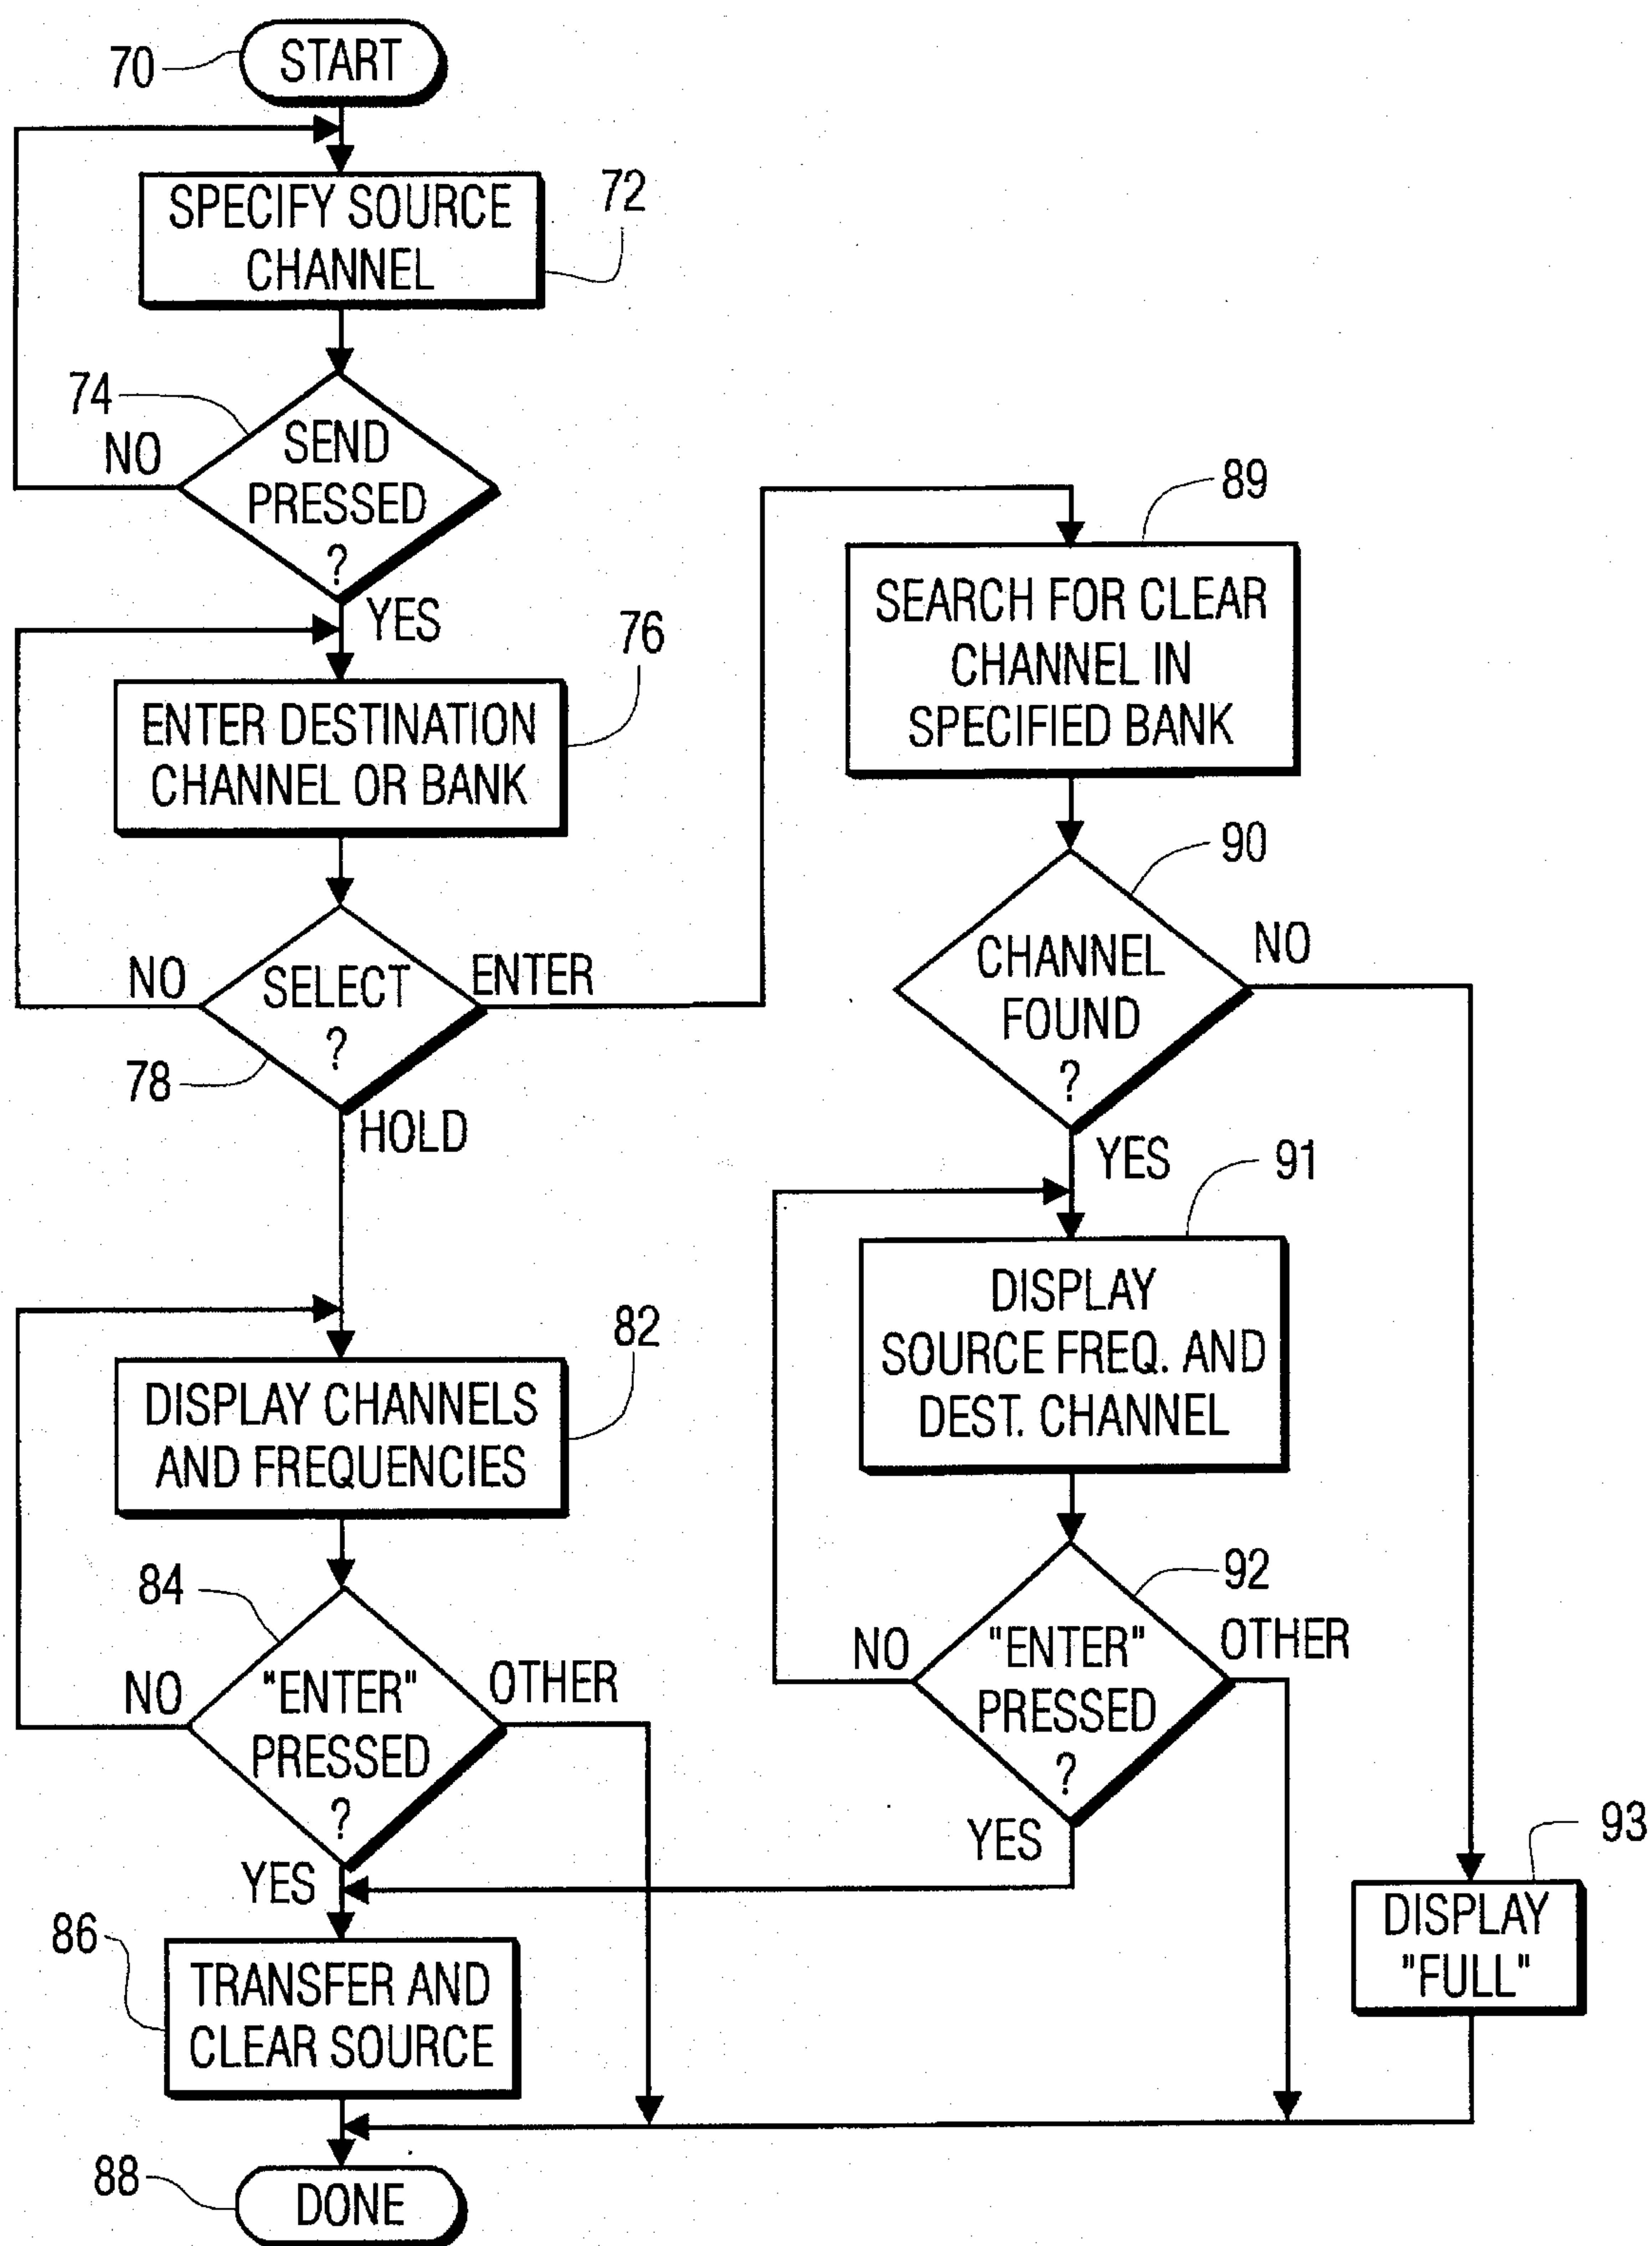 70
START
SPECIFY SOURCE
CHANNEL
72
74
SEND
PRESSED
?
NO
YES
ENTER DESTINATION
CHANNEL OR BANK
76
NO
SELECT
?
ENTER
78
HOLD
DISPLAY CHANNELS
AND FREQUENCIES
82
84
NO
"ENTER"
PRESSED
?
OTHER
YES
86
TRANSFER AND
CLEAR SOURCE
88
DONE
89
SEARCH FOR CLEAR
CHANNEL IN
SPECIFIED BANK
90
CHANNEL
FOUND
?
NO
YES
91
DISPLAY
SOURCE FREQ. AND
DEST. CHANNEL
92
NO
"ENTER"
PRESSED
?
OTHER
YES
93
DISPLAY
"FULL"